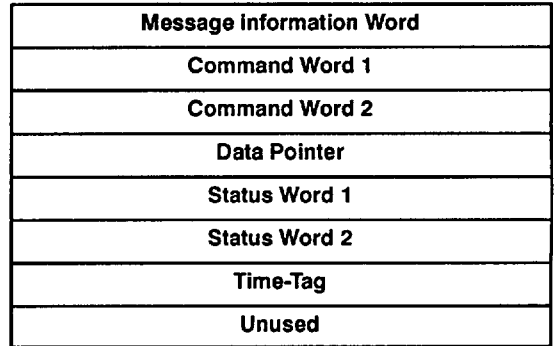 Message information Word
Command Word 1
Command Word 2
Data Pointer
Status Word 1
Status Word 2
Time-Tag
Unused